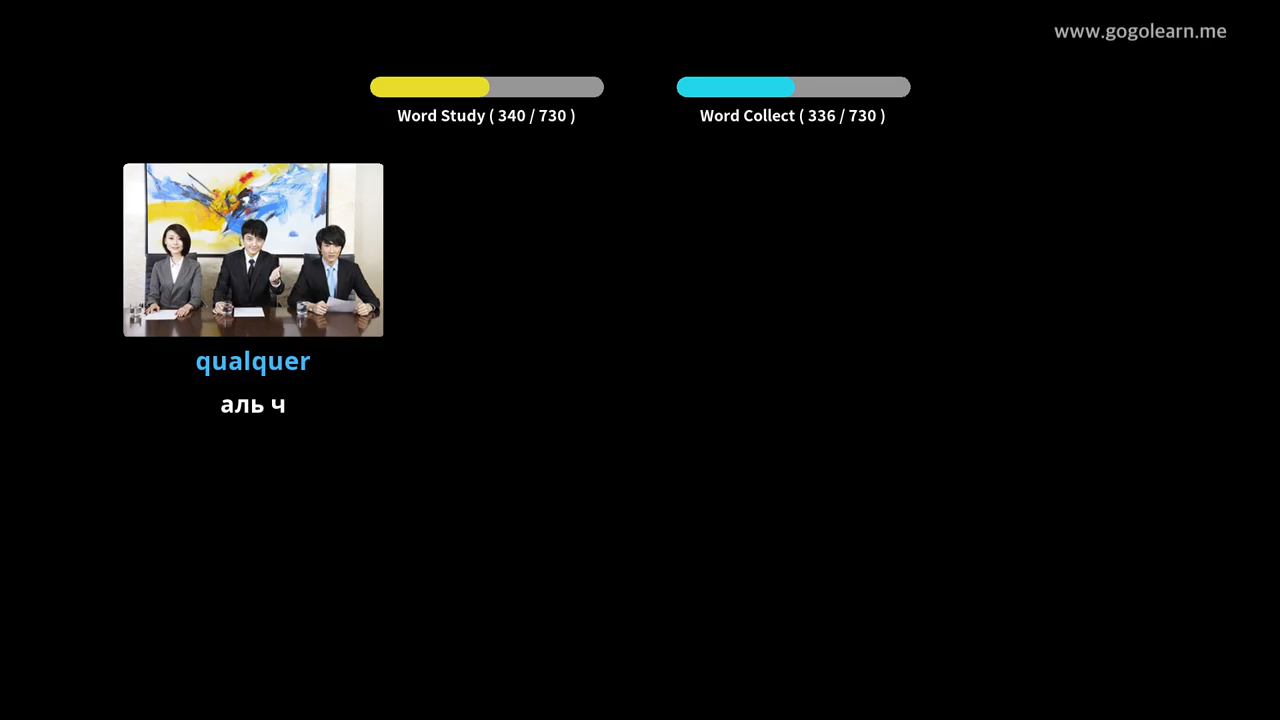 www.gogolearn.me
Word Study ( 340 / 730 )
Word Collect ( 336 / 730 )
qualquer
аль ч